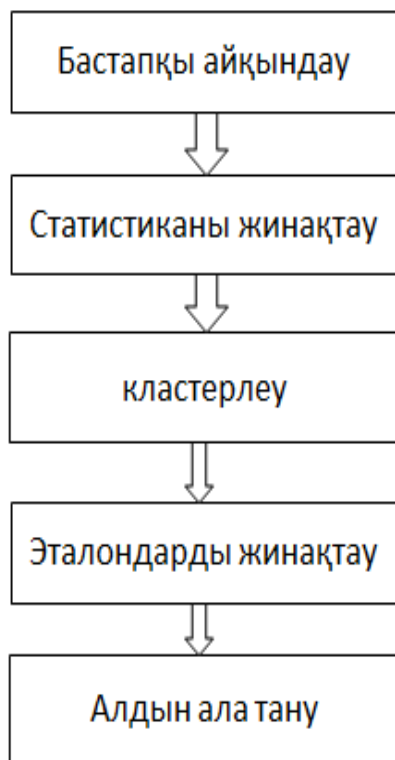 Бастапқы айқындау
Статистиканы жинақтау
кластерлеу
Эталондарды жинақтау
Алдын ала тану